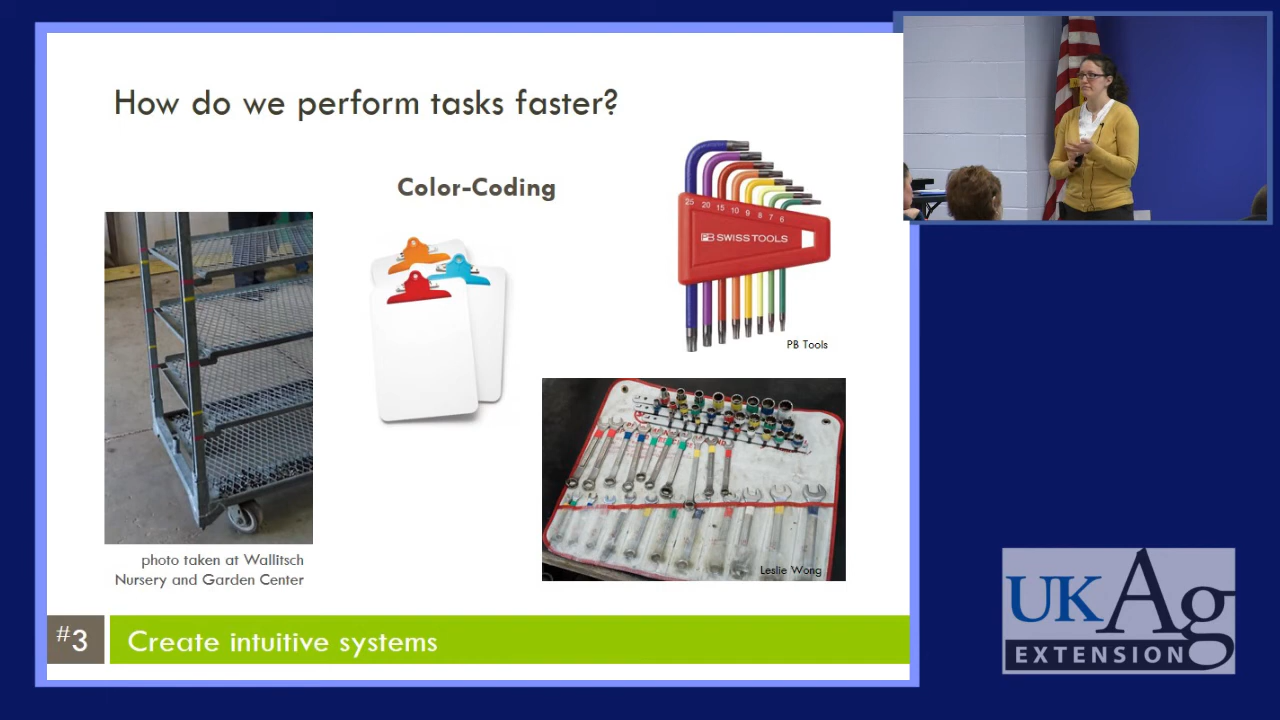 How do we perform tasks faster?
Color-Coding
25 20 15 10 9 8 7 6
PB SWISS TOOLS
PB Tools
Leslie Wong
photo taken at Wallitsch
Nursery and Garden Center
#3 Create intuitive systems
UKAg
EXTENSION